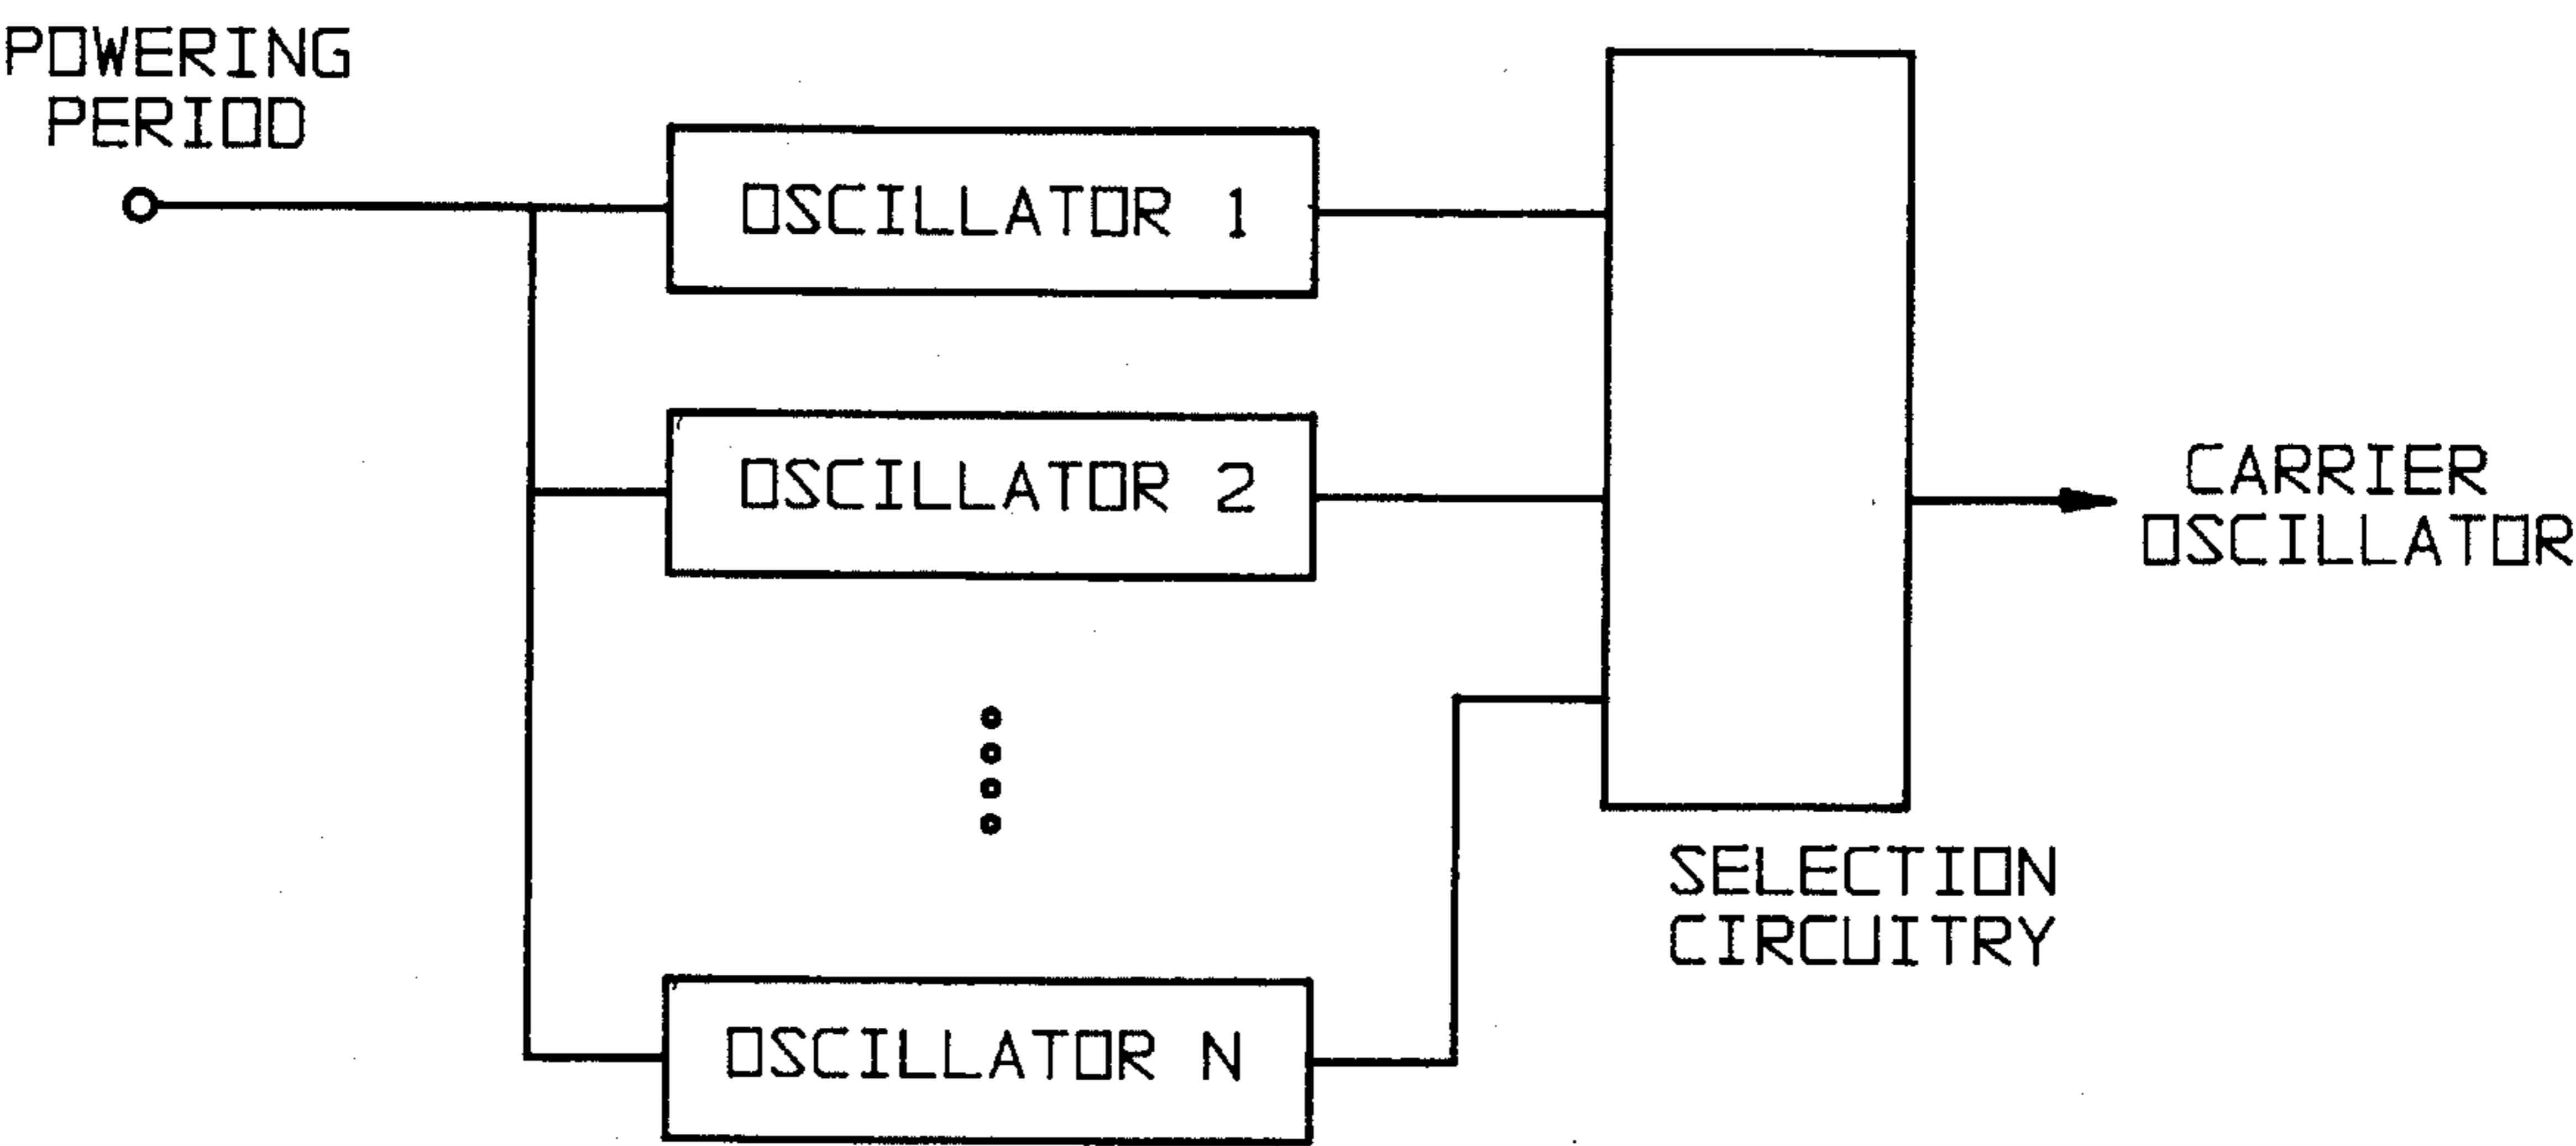 POWERING
PERIOD
OSCILLATOR 1
OSCILLATOR 2
CARRIER
OSCILLATOR
SELECTION
CIRCUITRY
OSCILLATOR N